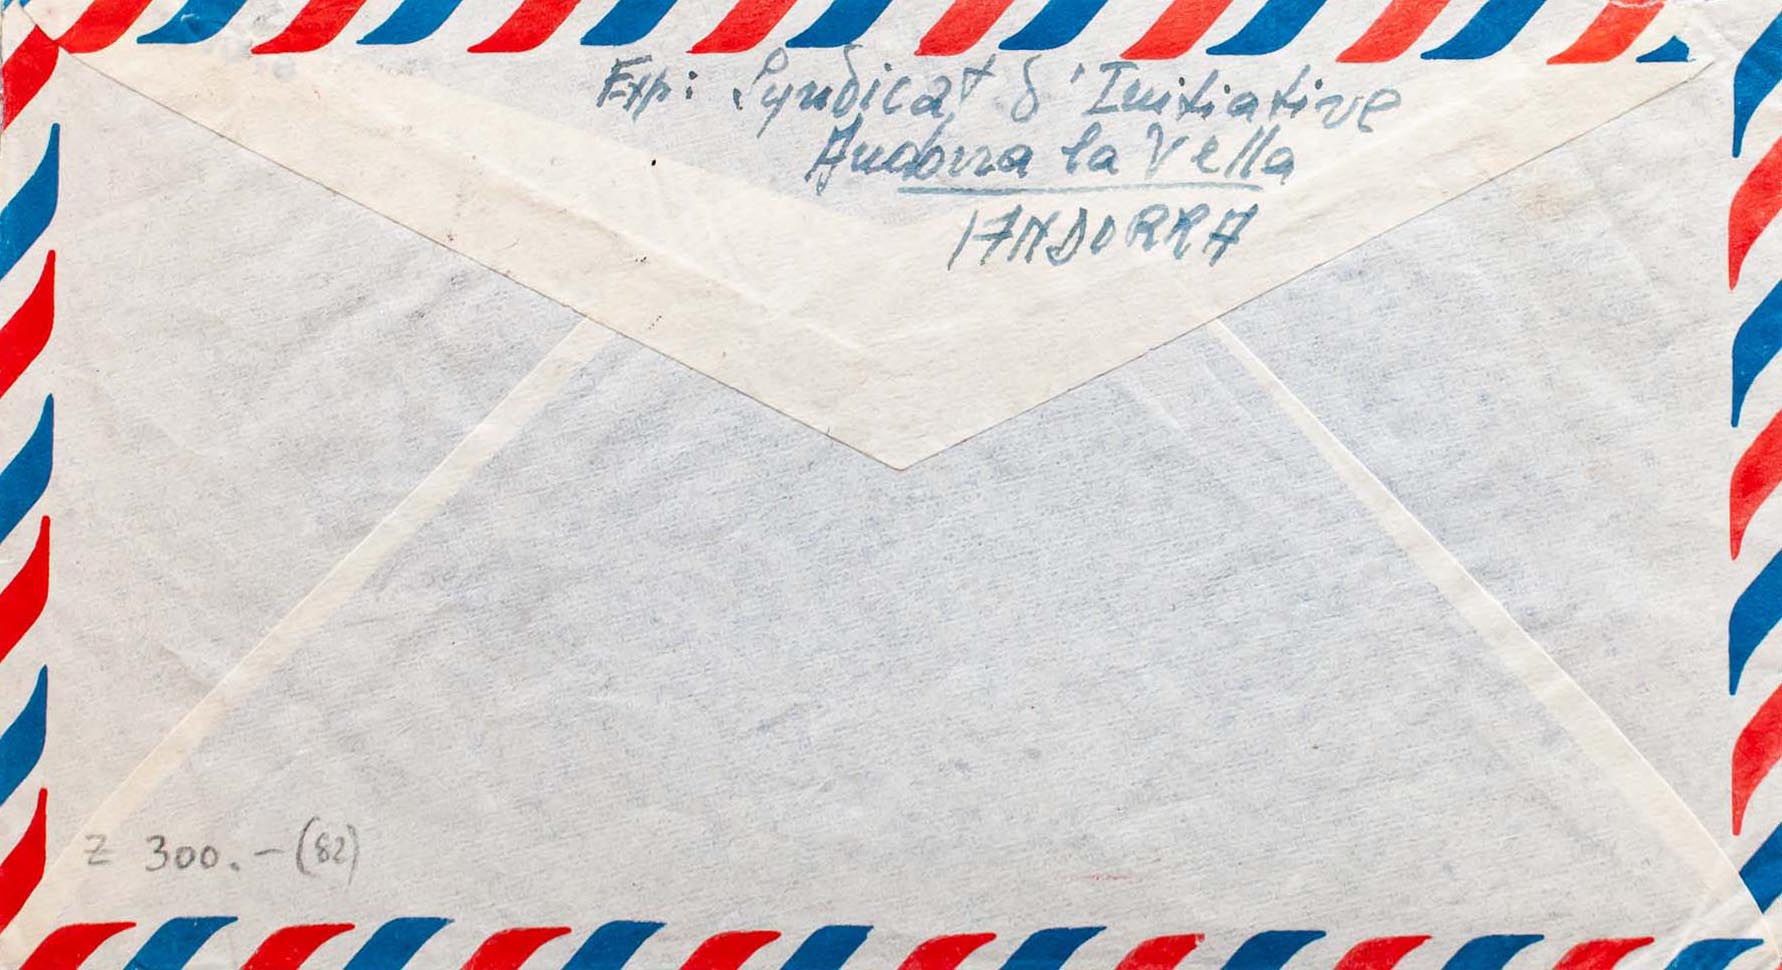 Exp: Syndicat d'Initiative
Andorra la Vella
ANDORRA
Z 300.- (82)